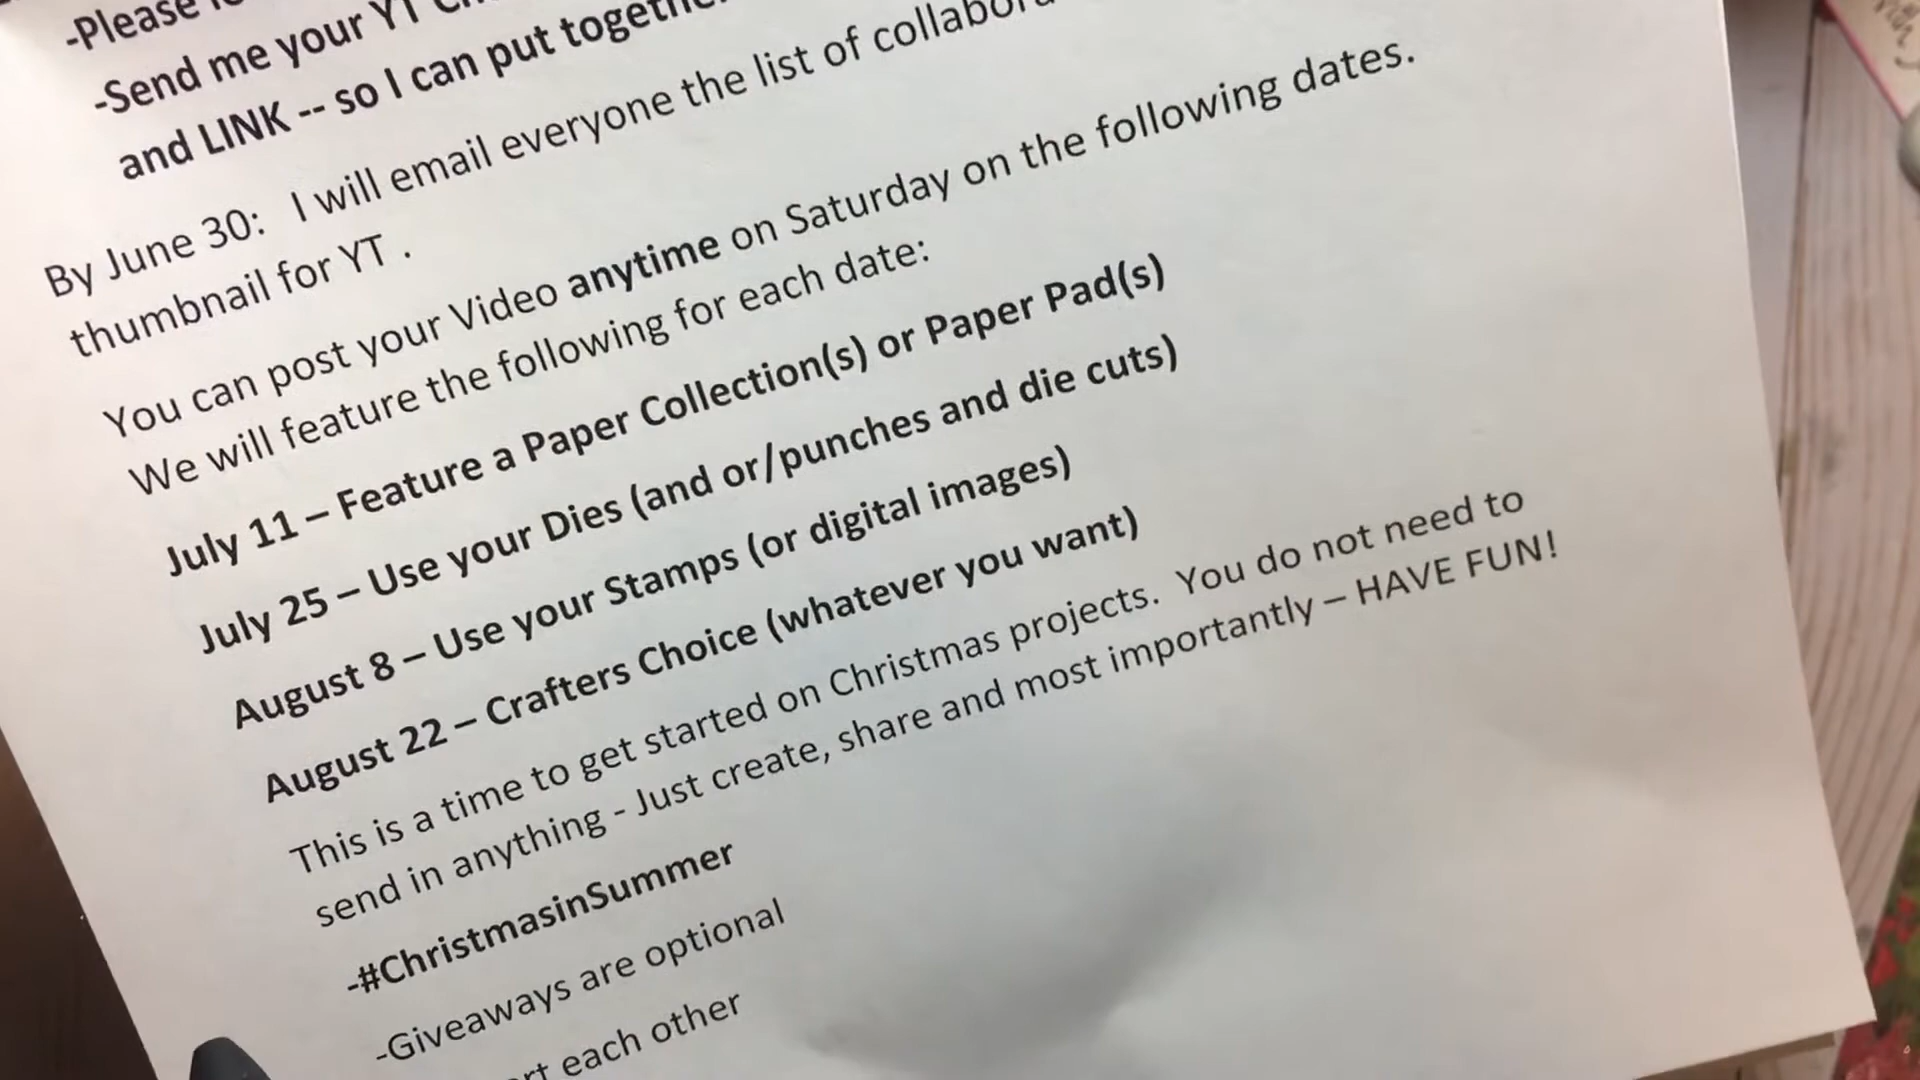 -Please
-Send me your YT
and LINK -- so I can put together
By June 30:   I will email everyone the list of
thumbnail for YT .
You can post your Video anytime on Saturday on the following dates.
We will feature the following for each date:
July 11 – Feature a Paper Collection(s) or Paper Pad(s)
July 25 – Use your Dies (and or/punches and die cuts)
August 8 – Use your Stamps (or digital images)
August 22 – Crafters Choice (whatever you want)
This is a time to get started on Christmas projects.  You do not need to
send in anything - Just create, share and most importantly – HAVE FUN!
-#ChristmasinSummer
-Giveaways are optional
each other